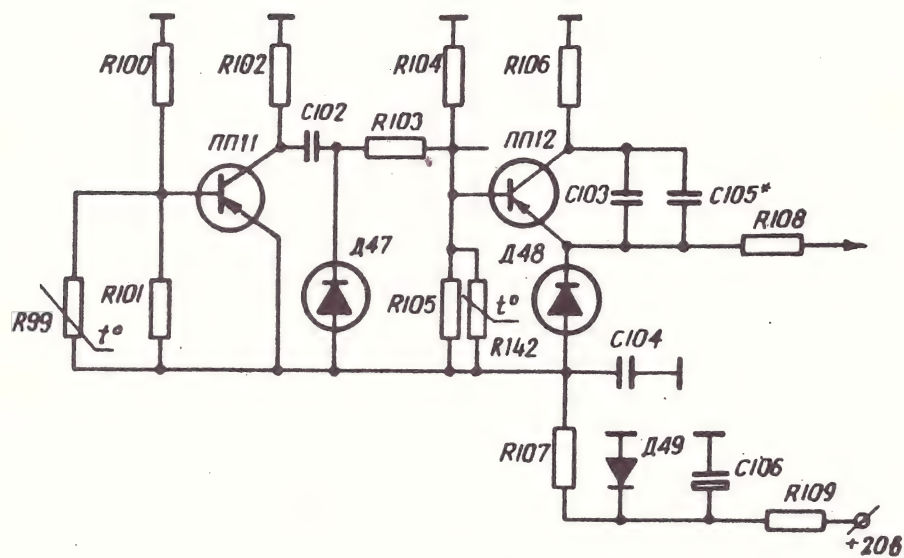 R100
R102
R104
R106
C102
R103
ПП11
ПП12
C103
C105*
R108
Д47
Д48
R101
R105
t°
R99
t°
R142
C104
R107
Д49
C106
R109
+20в